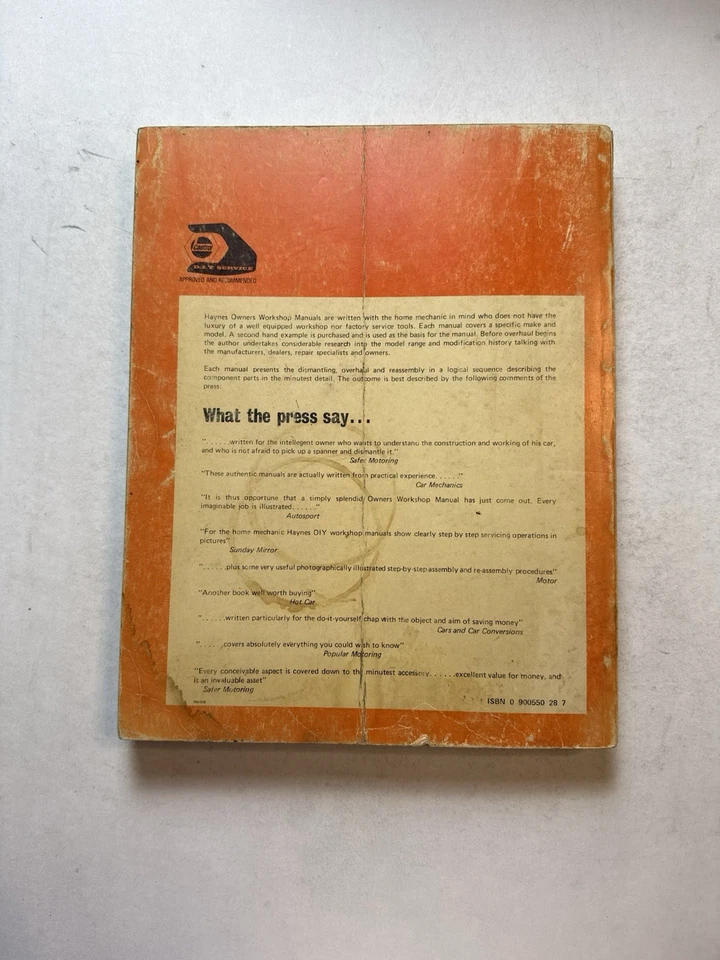 Castrol
D.I.Y SERVICE
APPROVED AND RECOMMENDED
Haynes Owners Workshop Manuals are written with the home mechanic in mind who does not have the
luxury of a well equipped workshop nor factory service tools. Each manual covers a specific make and
model. A second hand example is purchased and is used as the basis for the manual. Before overhaul begins
the author undertakes considerable research into the model range and modification history talking with
the manufacturers, dealers, repair specialists and owners.
Each manual presents the dismantling, overhaul and reassembly in a logical sequence describing the
component parts in the minutest detail. The outcome is best described by the following comments of the
press:
What the press say...
"......written for the intellegent owner who wants to understand the construction and working of his car,
and who is not afraid to pick up a spanner and dismantle it."
Safer Motoring
"These authentic manuals are actually written from practical experience......"
Car Mechanics
"It is thus opportune that a simply splendid Owners Workshop Manual has just come out. Every
imaginable job is illustrated......"
Autosport
"For the home mechanic Haynes DIY workshop manuals show clearly step by step servicing operations in
pictures"
Sunday Mirror
"......plus some very useful photographically illustrated step-by-step assembly and re-assembly procedures"
Motor
"Another book well worth buying"
Hot Car
"......written particularly for the do-it-yourself chap with the object and aim of saving money"
Cars and Car Conversions
"......covers absolutely everything you could wish to know"
Popular Motoring
"Every conceivable aspect is covered down to the minutest accessory......excellent value for money, and
is an invaluable asset"
Safer Motoring
ISBN 0 900550 28 7